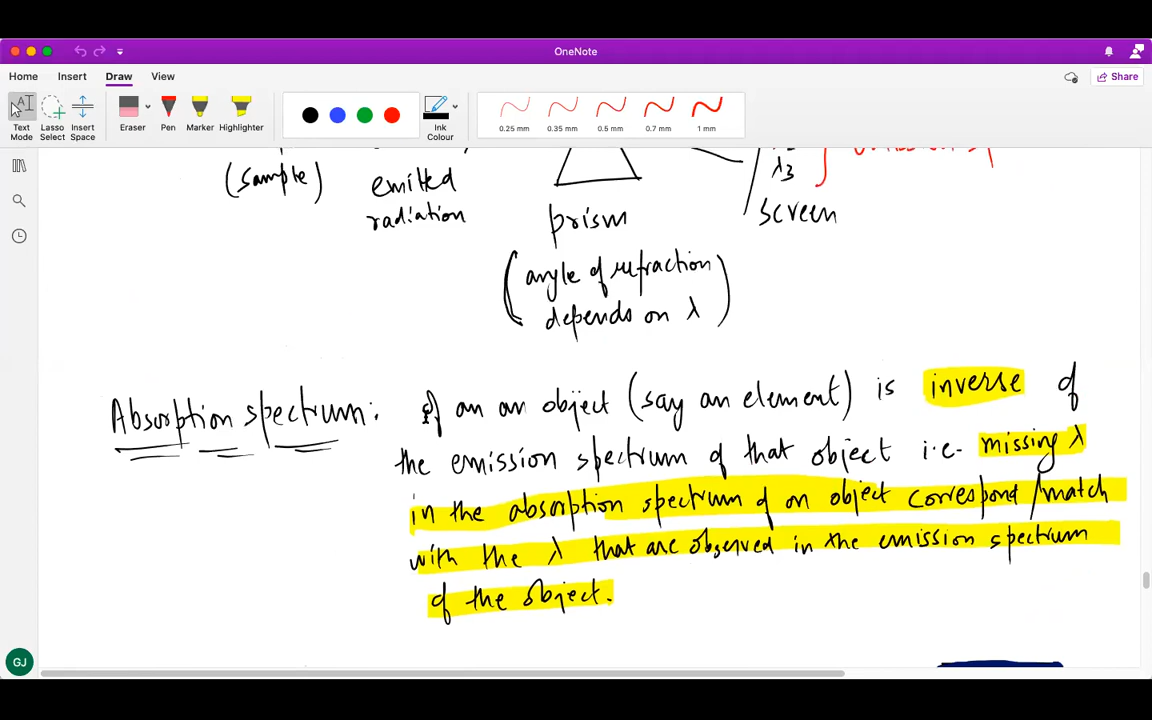 OneNote
Home Insert Draw View
Share
Text Mode
Lasso Select
Insert Space
Eraser
Pen
Marker
Highlighter
Ink Colour
0.25 mm 0.35 mm 0.5 mm 0.7 mm 1 mm
λ3
(sample) emitted
radiation
prism
screen
(angle of refraction
depends on λ)
Absorption spectrum: of an an object (say an element) is inverse of
the emission spectrum of that object i.e. missing λ
in the absorption spectrum of an object correspond/match
with the λ that are observed in the emission spectrum
of the object.
GJ